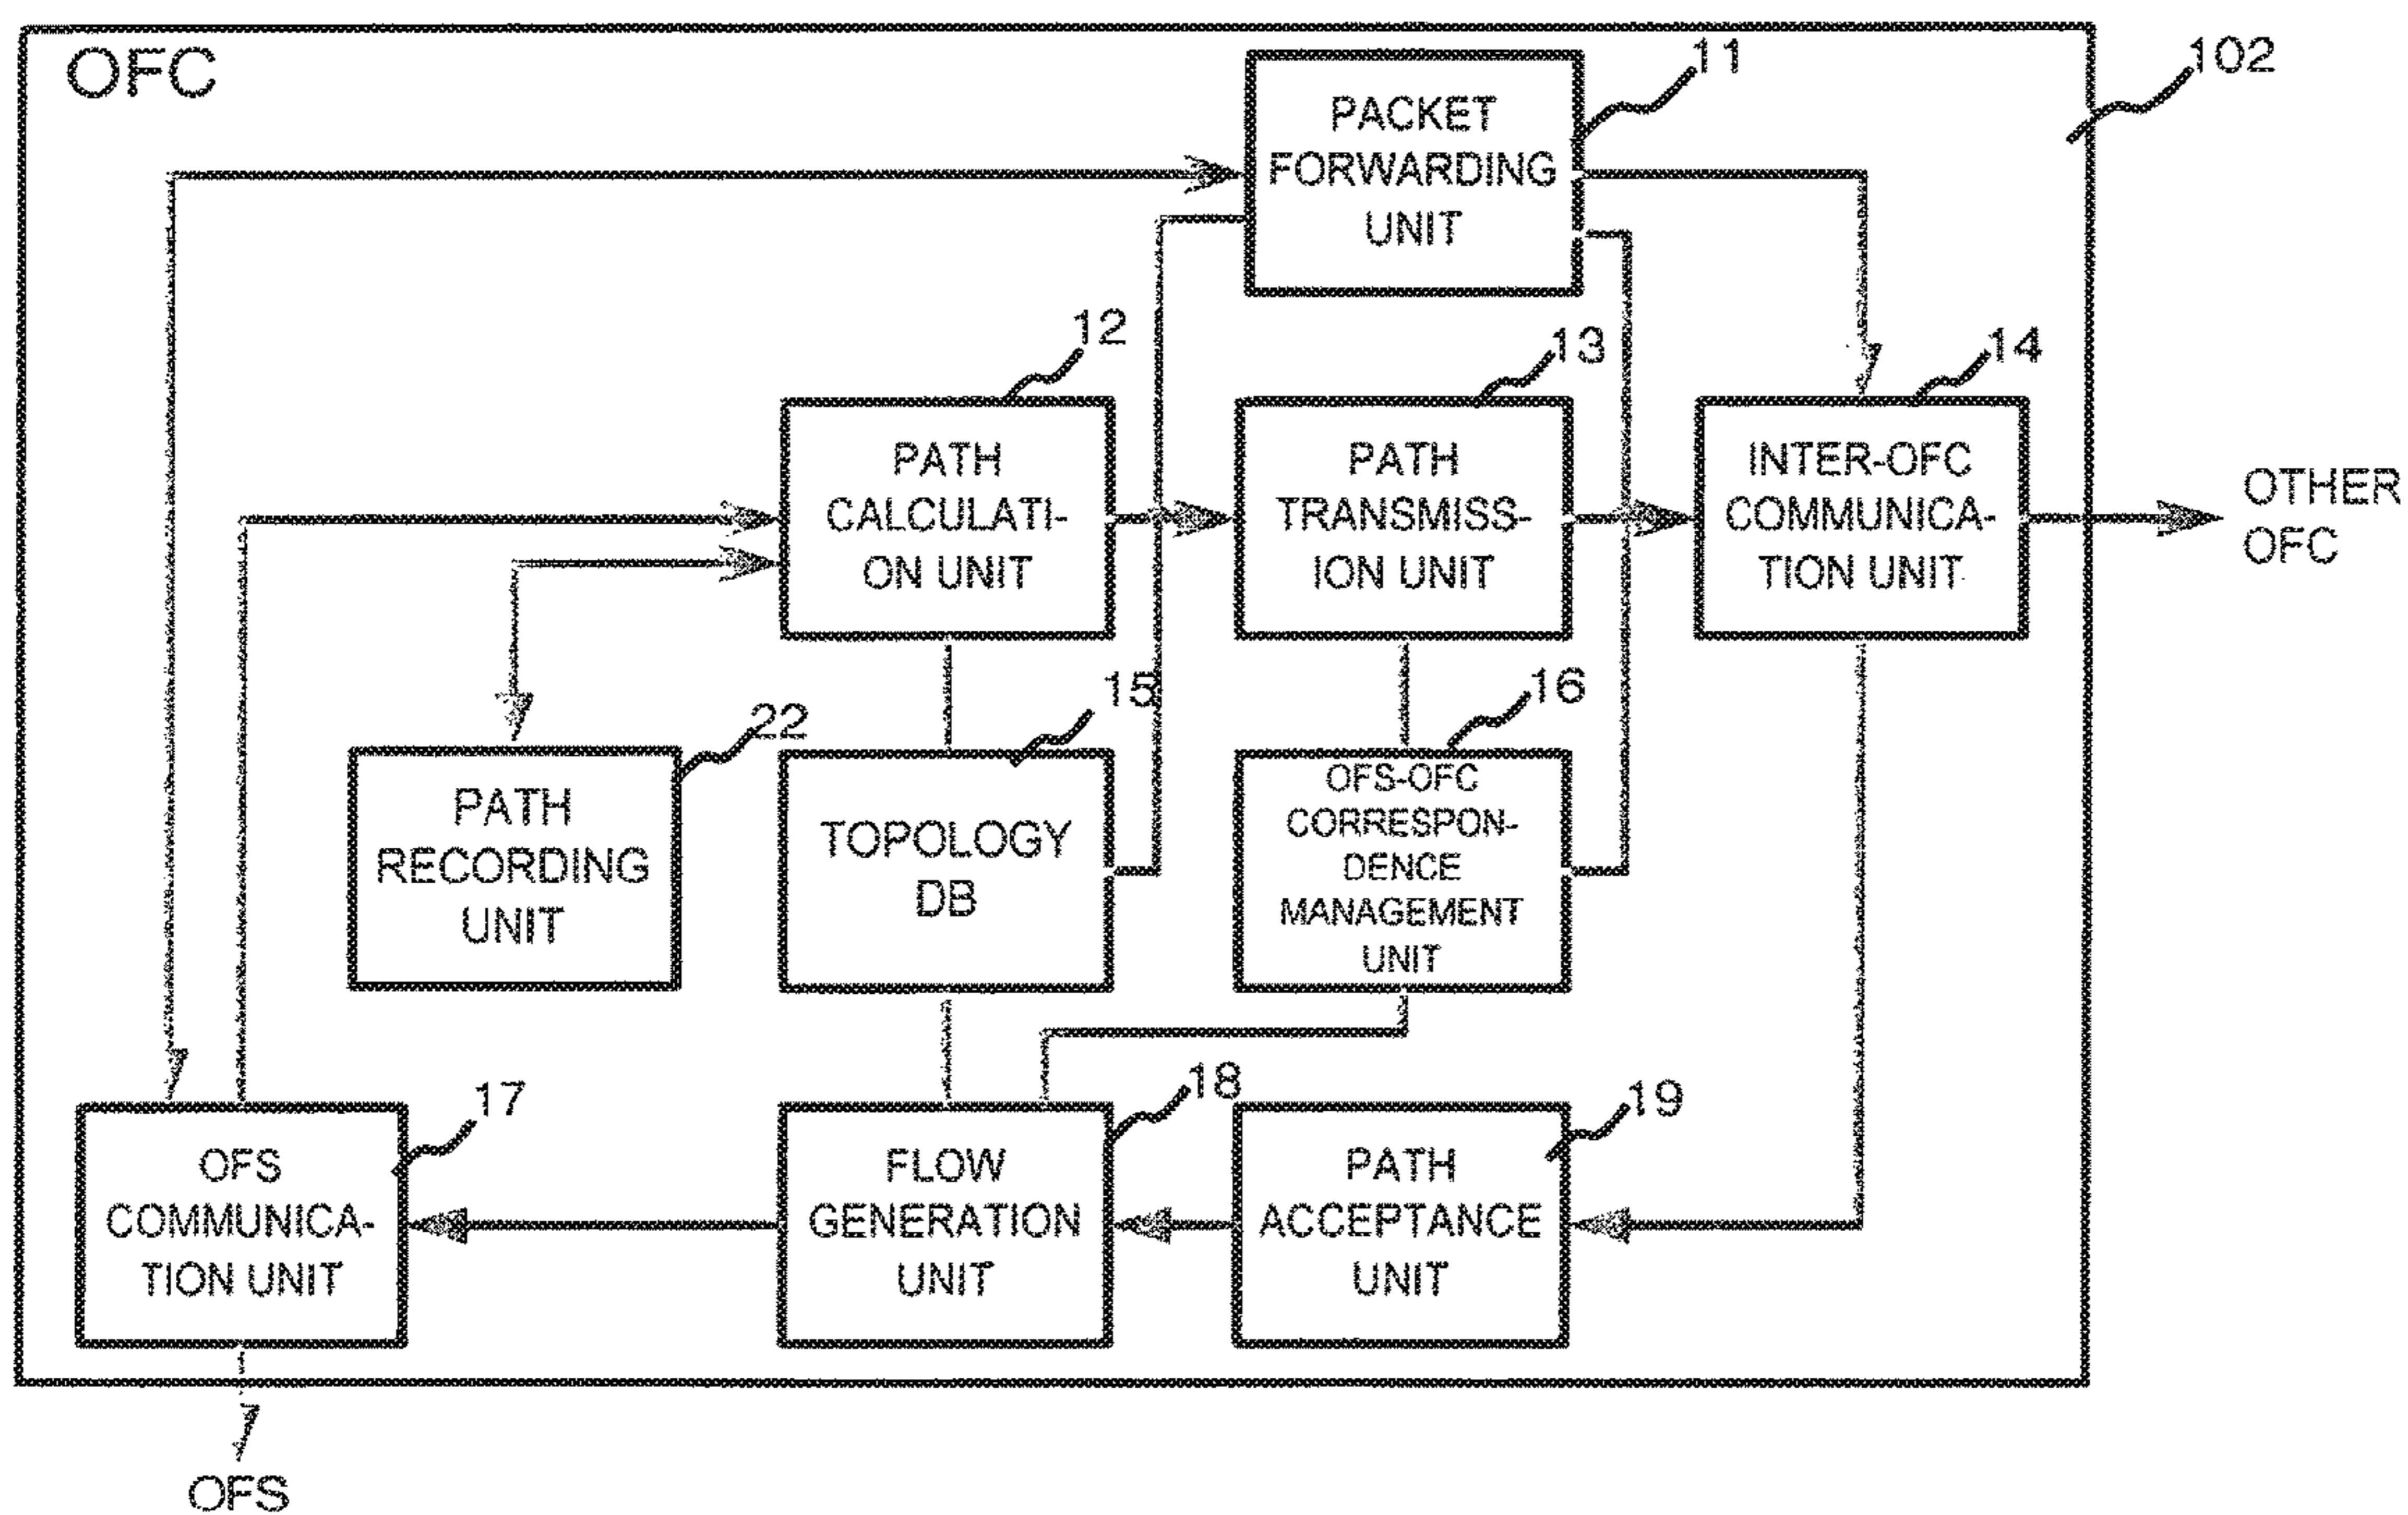 OFC
11
102
PACKET
FORWARDING
UNIT
12
13
14
PATH
CALCULATI-
ON UNIT
PATH
TRANSMISS-
ION UNIT
INTER-OFC
COMMUNICA-
TION UNIT
OTHER
OFC
22
15
16
PATH
RECORDING
UNIT
TOPOLOGY
DB
OFS-OFC
CORRESPON-
DENCE
MANAGEMENT
UNIT
17
18
19
OFS
COMMUNICA-
TION UNIT
FLOW
GENERATION
UNIT
PATH
ACCEPTANCE
UNIT
OFS